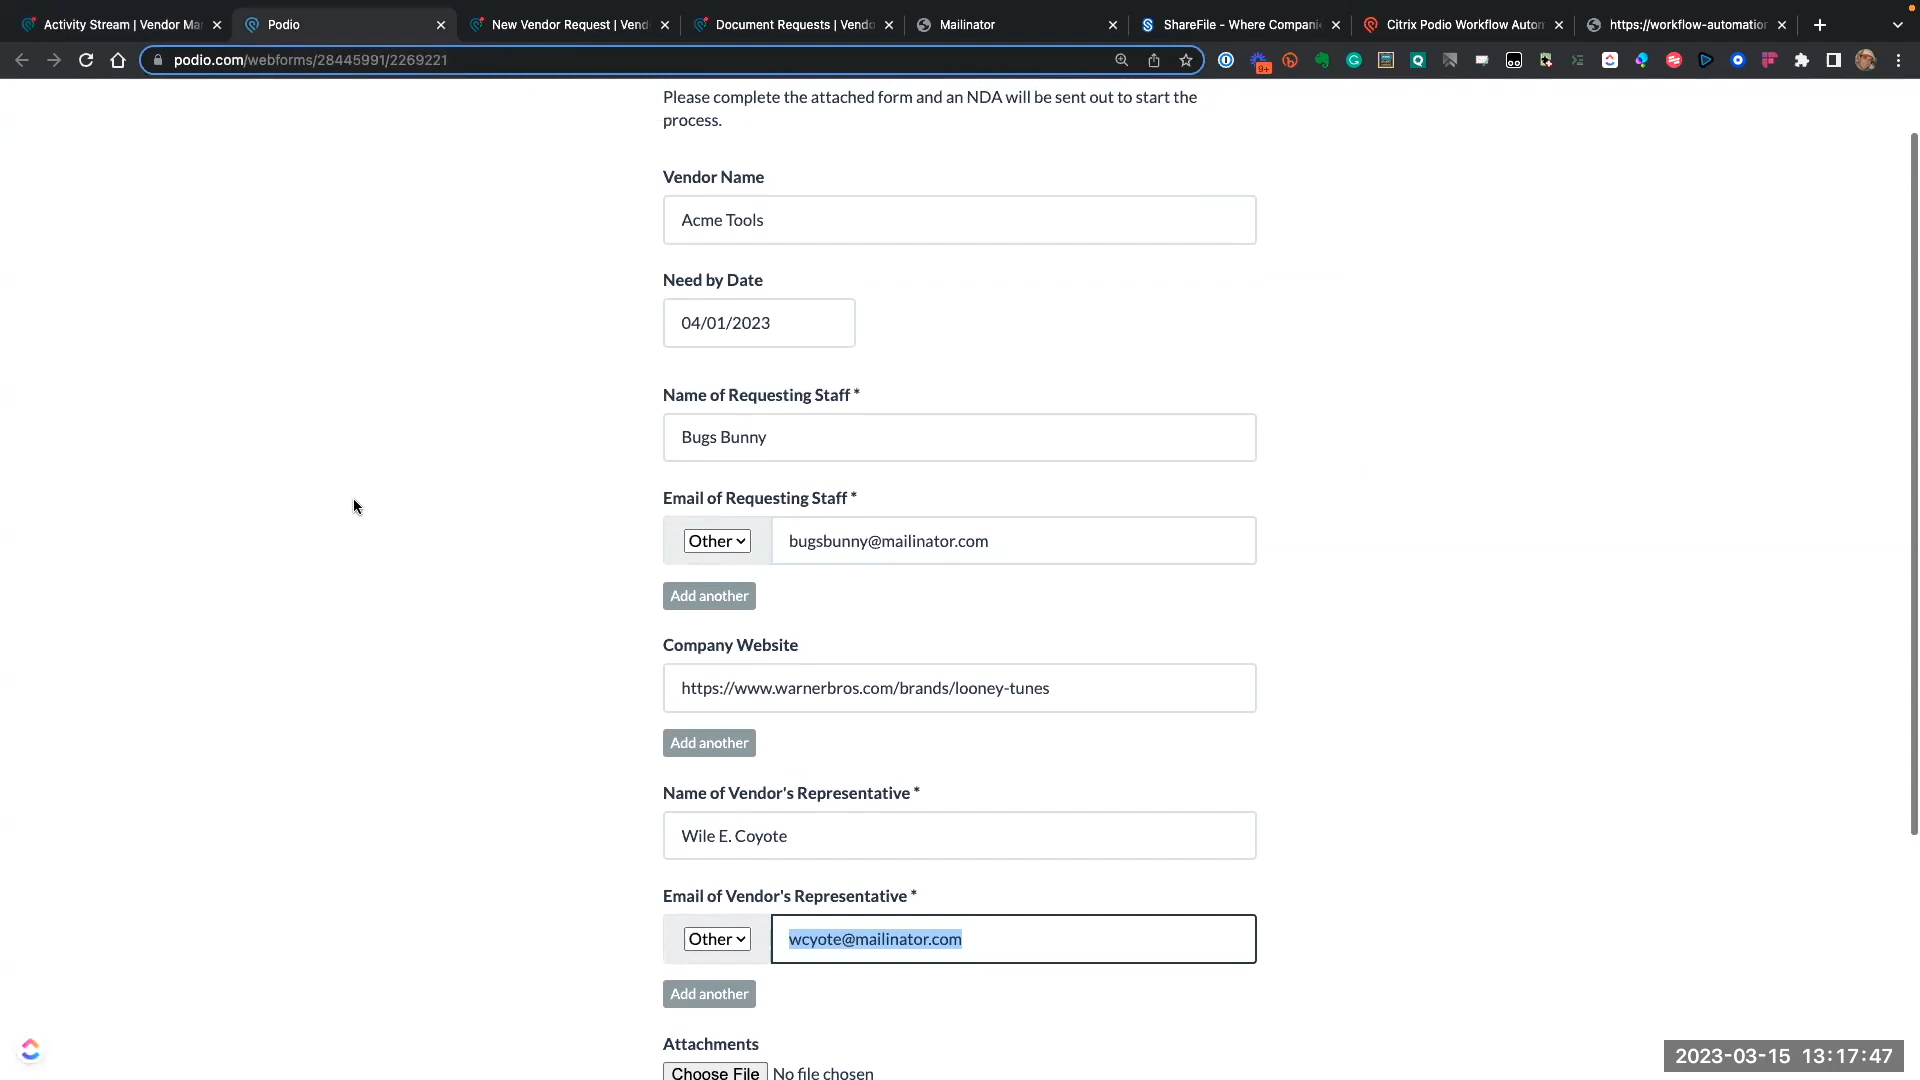 Activity Stream | Vendor Ma
Podio
New Vendor Request | Vend
Document Requests | Vendo
Mailinator
ShareFile - Where Compani
Citrix Podio Workflow Autom
https://workflow-automation
podio.com/webforms/28445991/2269221
9+
Please complete the attached form and an NDA will be sent out to start the
process.
Vendor Name
Acme Tools
Need by Date
04/01/2023
Name of Requesting Staff *
Bugs Bunny
Email of Requesting Staff *
Other
bugsbunny@mailinator.com
Add another
Company Website
https://www.warnerbros.com/brands/looney-tunes
Add another
Name of Vendor's Representative *
Wile E. Coyote
Email of Vendor's Representative *
Other
wcyote@mailinator.com
Add another
Attachments
Choose File No file chosen
2023-03-15 13:17:47